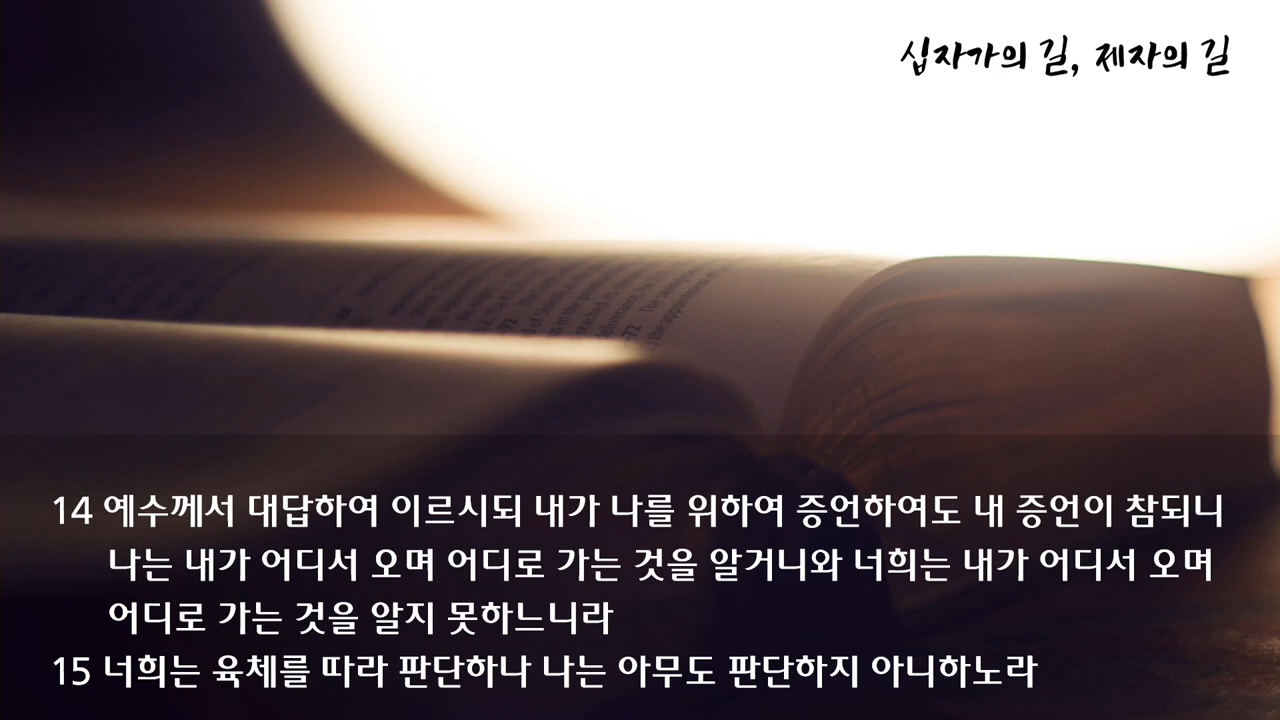 십자가의 길, 제자의 길
14 예수께서 대답하여 이르시되 내가 나를 위하여 증언하여도 내 증언이 참되니
나는 내가 어디서 오며 어디로 가는 것을 알거니와 너희는 내가 어디서 오며
어디로 가는 것을 알지 못하느니라
15 너희는 육체를 따라 판단하나 나는 아무도 판단하지 아니하노라